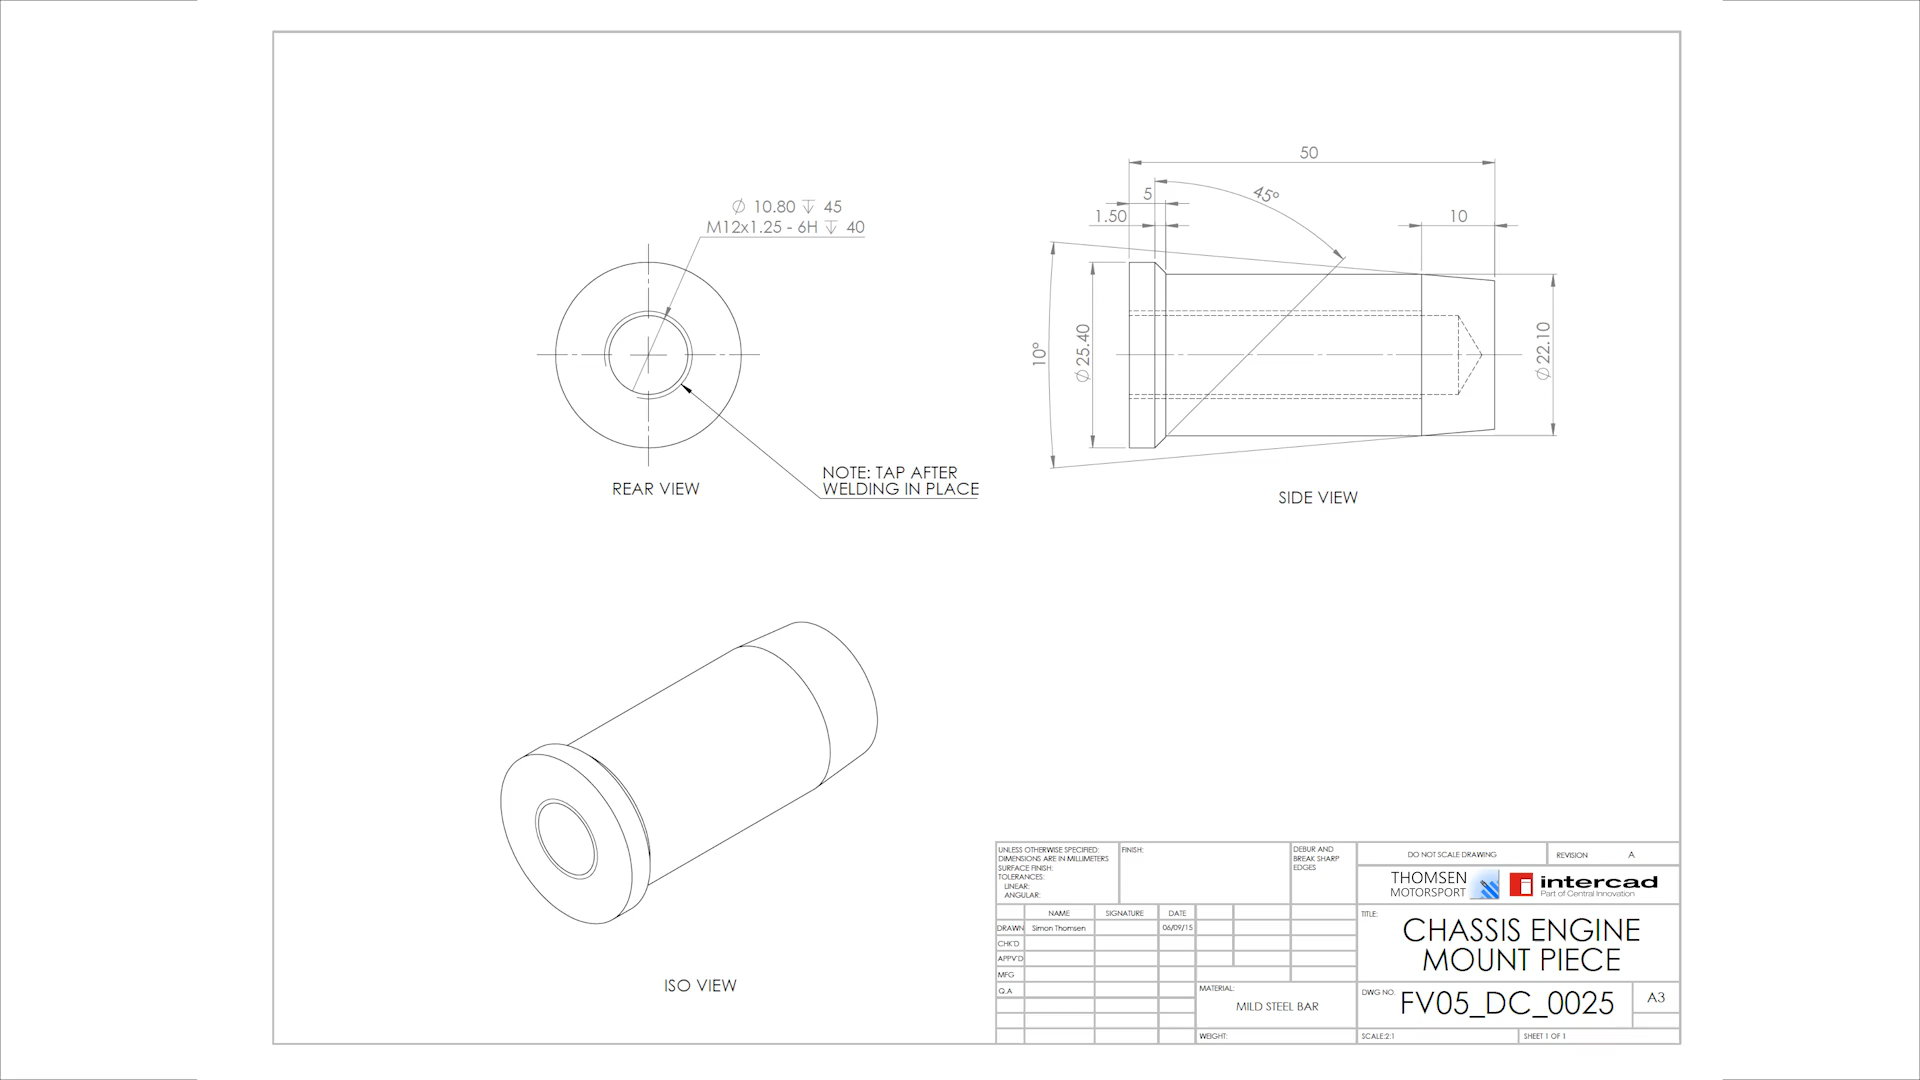 ⌀ 10.80 ↧ 45
M12x1.25 - 6H ↧ 40
NOTE: TAP AFTER
WELDING IN PLACE
REAR VIEW
50
45°
5
1.50
10
10°
⌀25.40
⌀22.10
SIDE VIEW
ISO VIEW
UNLESS OTHERWISE SPECIFIED:
DIMENSIONS ARE IN MILLIMETERS
SURFACE FINISH:
TOLERANCES:
LINEAR:
ANGULAR:
FINISH:
DEBUR AND
BREAK SHARP
EDGES
DO NOT SCALE DRAWING
REVISION A
THOMSEN
MOTORSPORT
intercad
Part of Central Innovation
NAME SIGNATURE DATE
DRAWN Simon Thomsen 06/09/15
CHK'D
APPV'D
MFG
Q.A
TITLE:
CHASSIS ENGINE
MOUNT PIECE
MATERIAL:
MILD STEEL BAR
DWG NO.
FV05_DC_0025
A3
WEIGHT:
SCALE:2:1
SHEET 1 OF 1